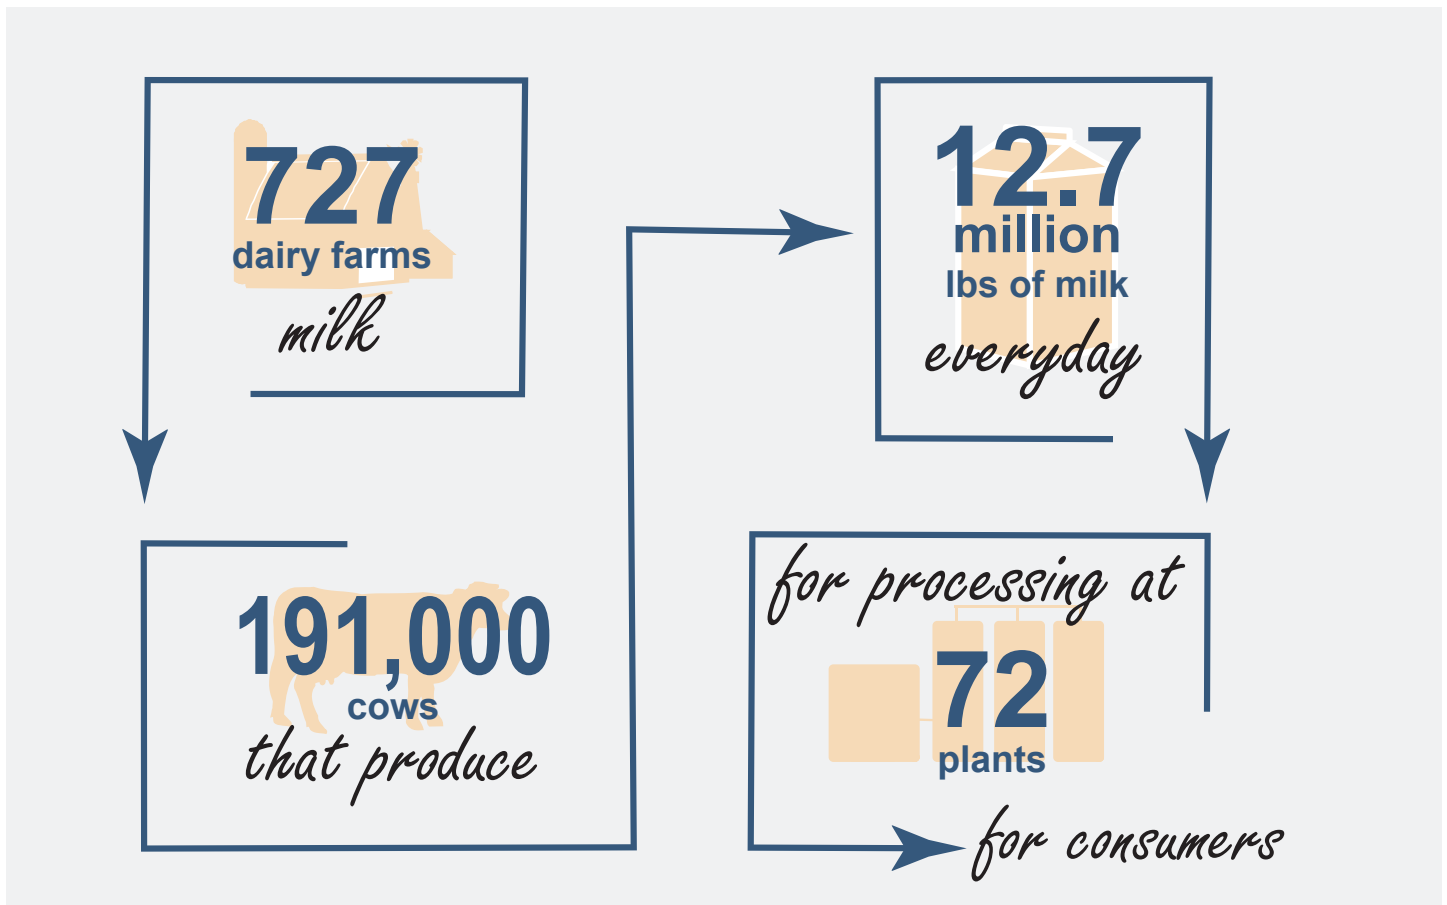 727
dairy farms
milk
191,000
cows
that produce
12.7
million
lbs of milk
everyday
for processing at
72
plants
for consumers